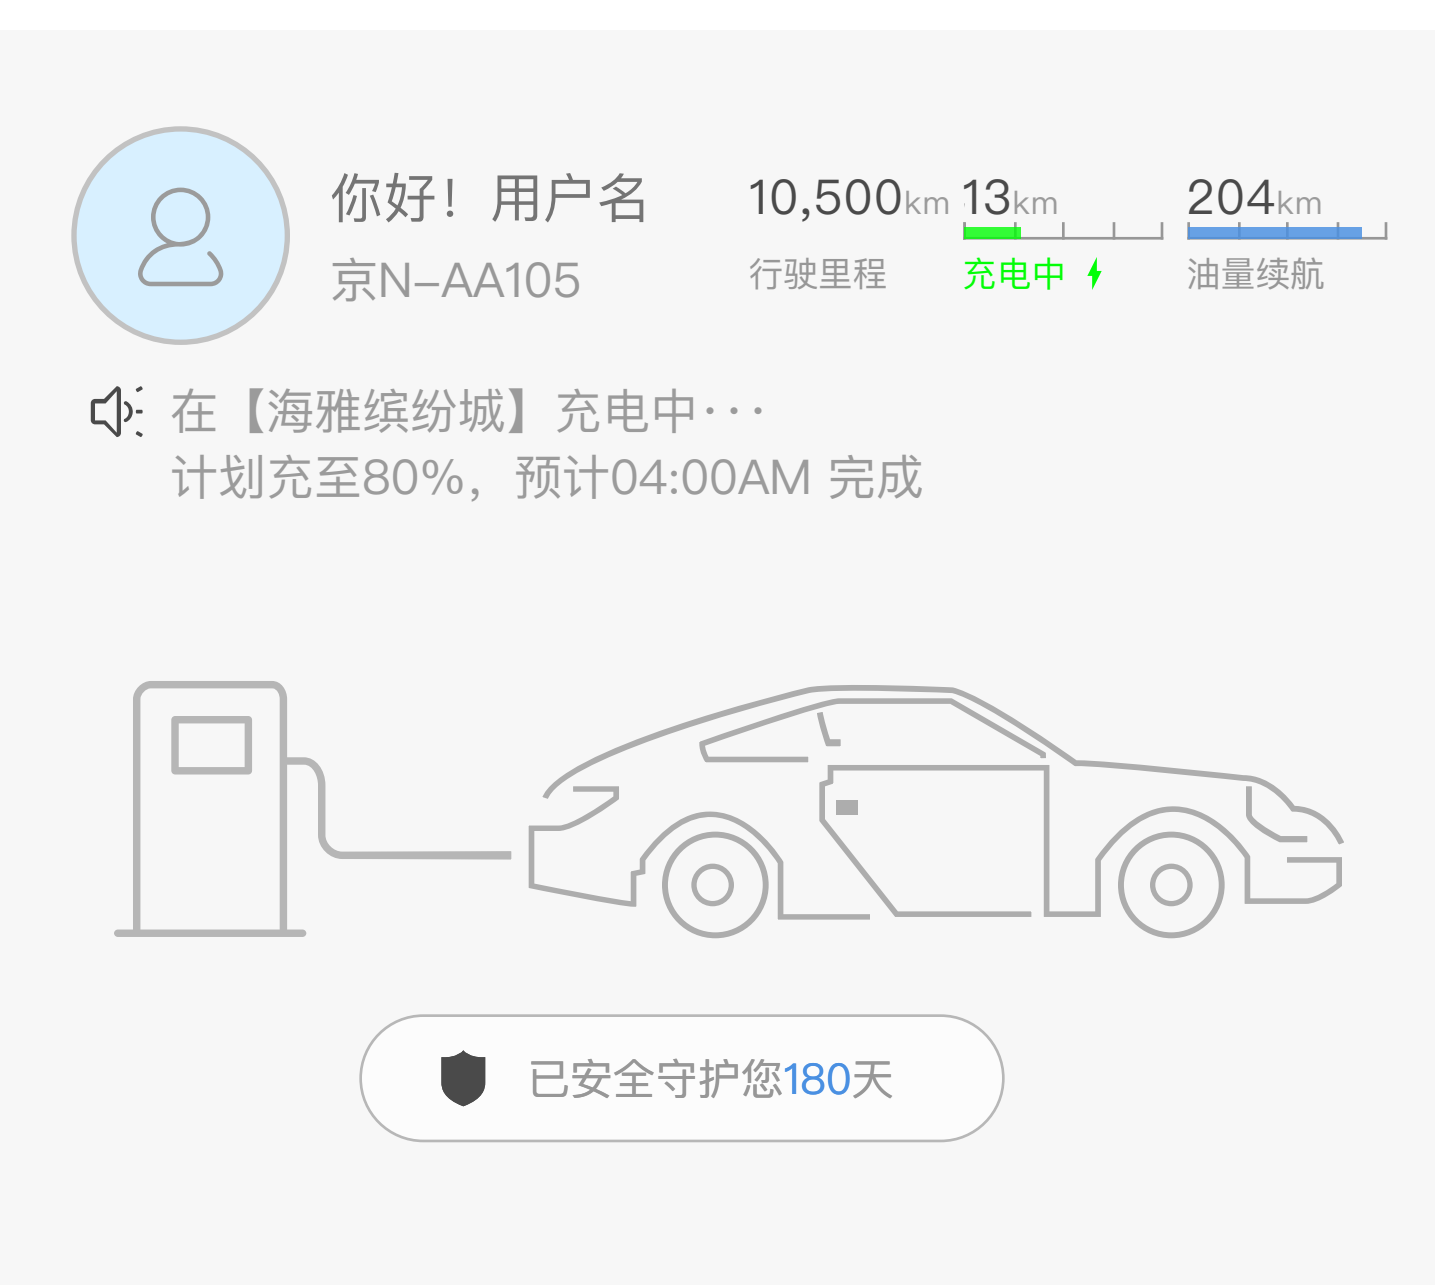 你好！用户名
京N-AA105
10,500km
行驶里程
13km
充电中
204km
油量续航
在【海雅缤纷城】充电中···
计划充至80%，预计04:00AM 完成
已安全守护您180天